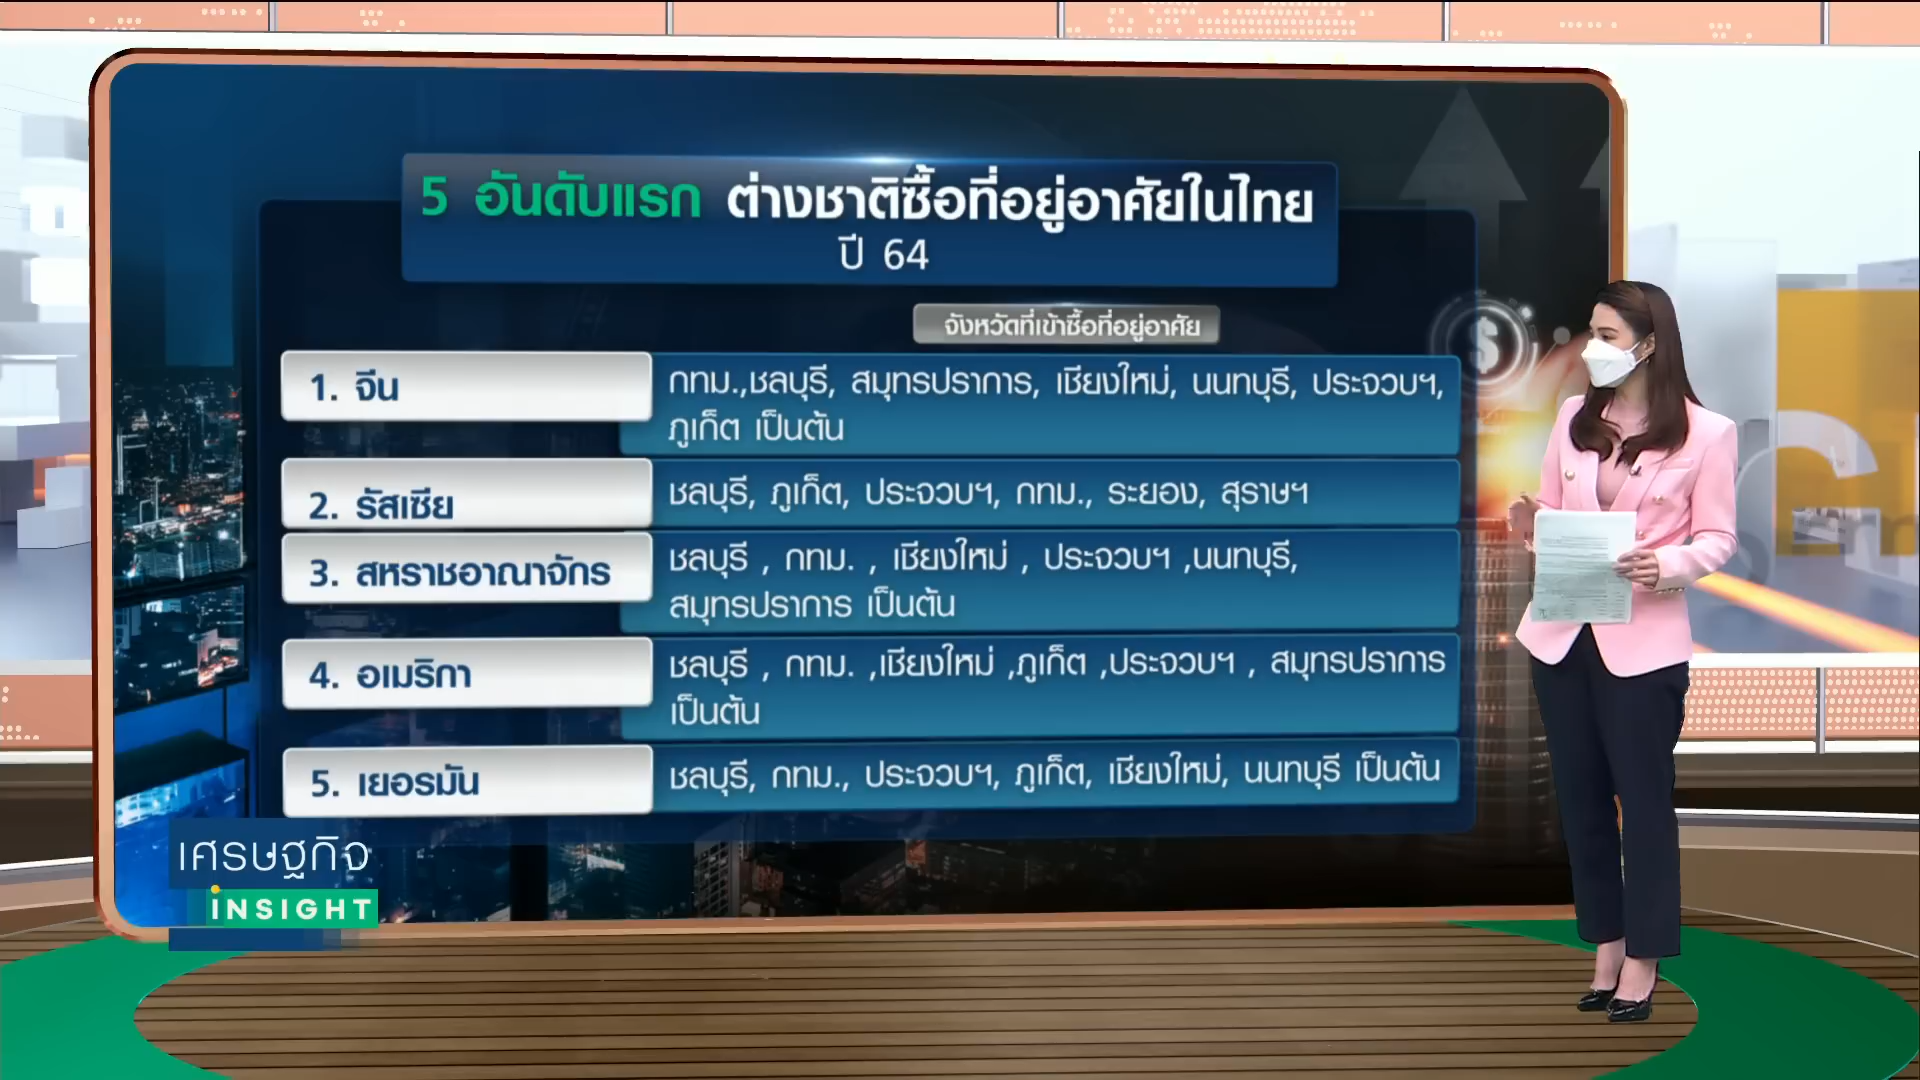 5 อันดับแรก ต่างชาติซื้อที่อยู่อาศัยในไทย
ปี 64
จังหวัดที่เข้าซื้อที่อยู่อาศัย
1. จีน
กทม.,ชลบุรี, สมุทรปราการ, เชียงใหม่, นนทบุรี, ประจวบฯ,
ภูเก็ต เป็นต้น
2. รัสเซีย
ชลบุรี, ภูเก็ต, ประจวบฯ, กทม., ระยอง, สุราษฯ
3. สหราชอาณาจักร
ชลบุรี , กทม. , เชียงใหม่ , ประจวบฯ ,นนทบุรี,
สมุทรปราการ เป็นต้น
4. อเมริกา
ชลบุรี , กทม. ,เชียงใหม่ ,ภูเก็ต ,ประจวบฯ , สมุทรปราการ
เป็นต้น
5. เยอรมัน
ชลบุรี, กทม., ประจวบฯ, ภูเก็ต, เชียงใหม่, นนทบุรี เป็นต้น
เศรษฐกิจ
INSIGHT